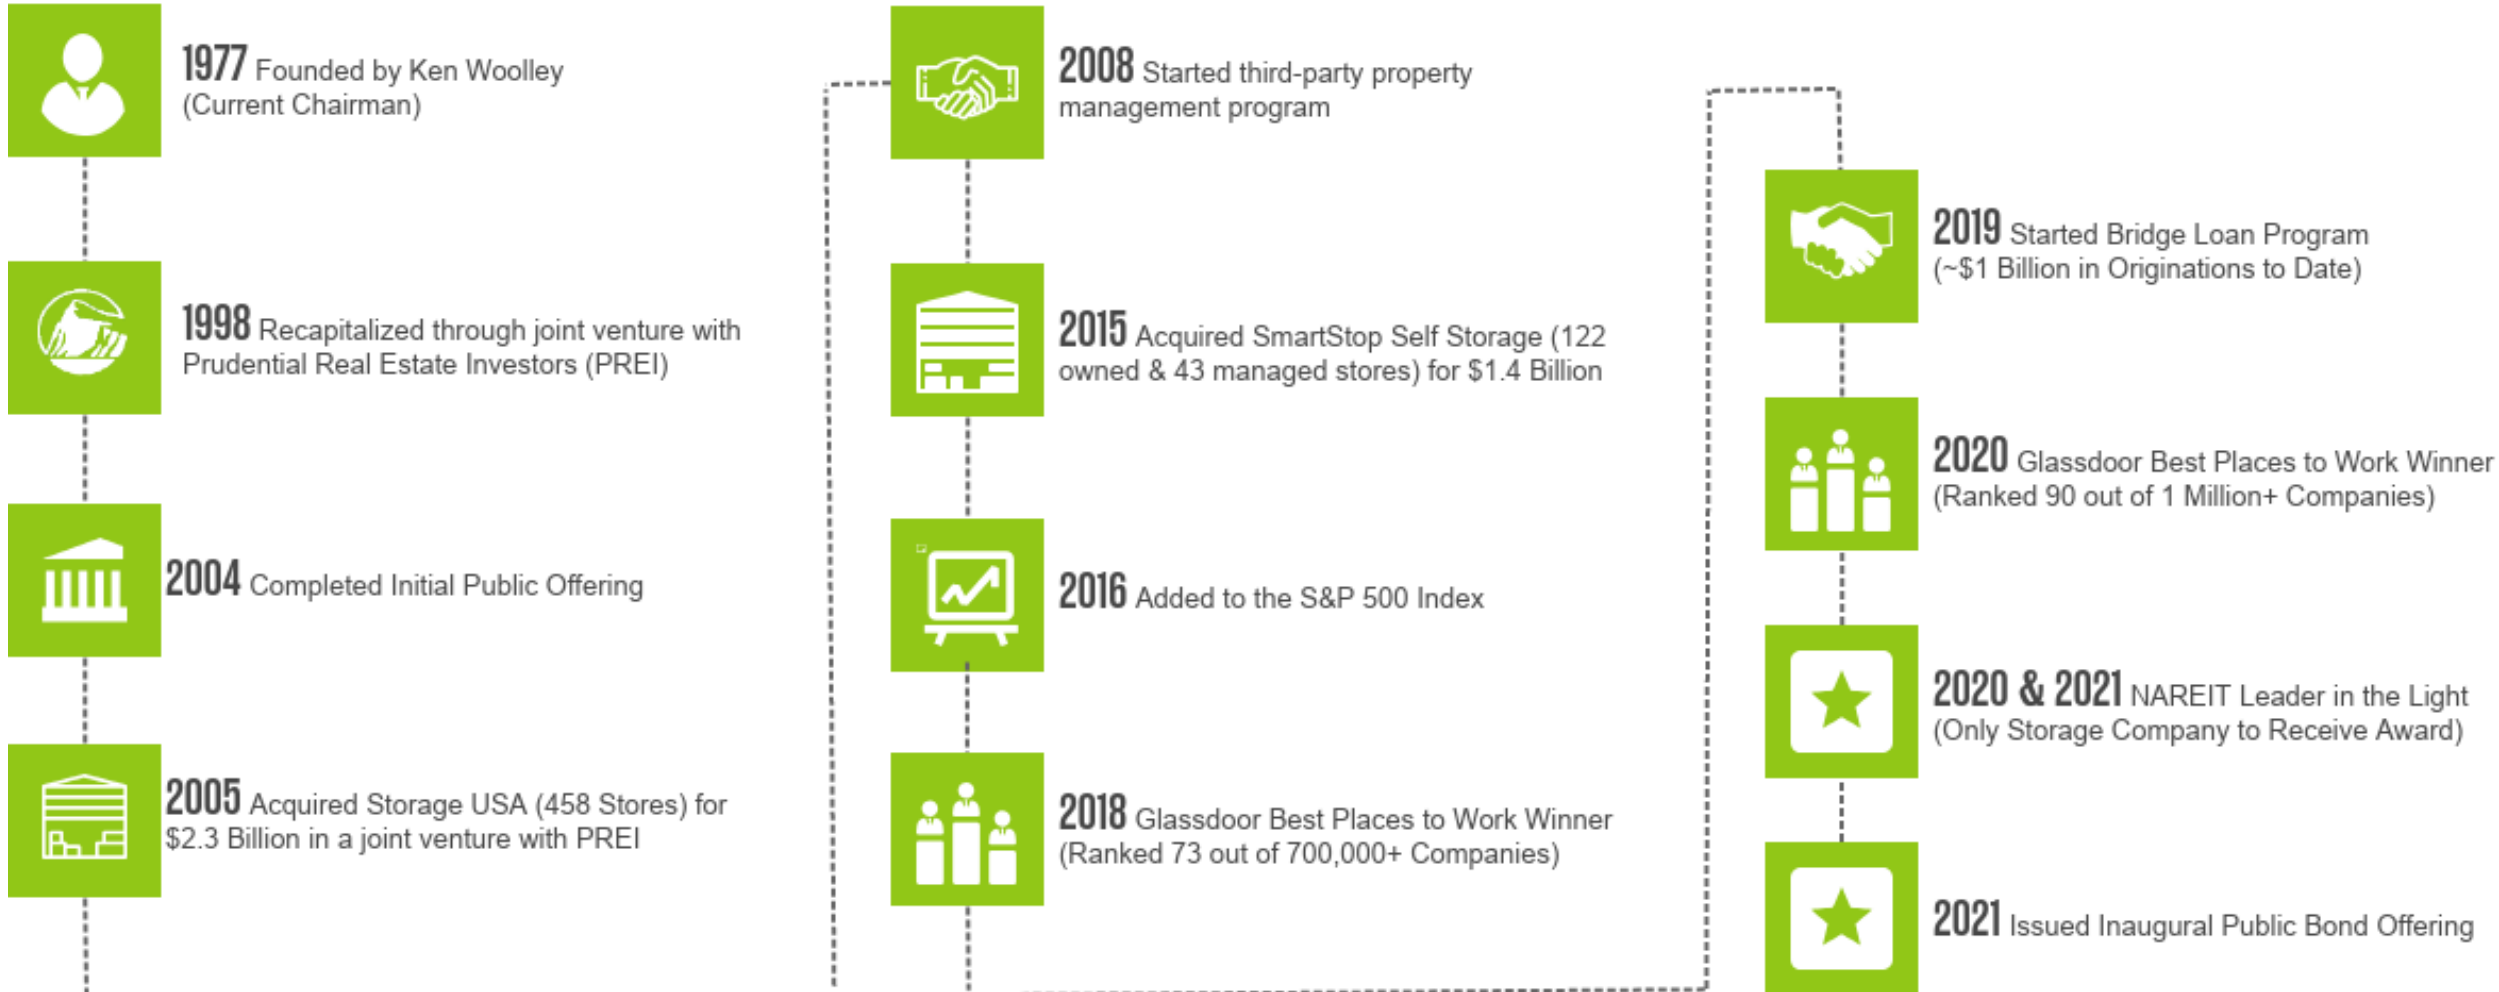 1977 Founded by Ken Woolley
(Current Chairman)
1998 Recapitalized through joint venture with
Prudential Real Estate Investors (PREI)
2004 Completed Initial Public Offering
2005 Acquired Storage USA (458 Stores) for
$2.3 Billion in a joint venture with PREI
2008 Started third-party property
management program
2015 Acquired SmartStop Self Storage (122
owned & 43 managed stores) for $1.4 Billion
2016 Added to the S&P 500 Index
2018 Glassdoor Best Places to Work Winner
(Ranked 73 out of 700,000+ Companies)
2019 Started Bridge Loan Program
(~$1 Billion in Originations to Date)
2020 Glassdoor Best Places to Work Winner
(Ranked 90 out of 1 Million+ Companies)
2020 & 2021 NAREIT Leader in the Light
(Only Storage Company to Receive Award)
2021 Issued Inaugural Public Bond Offering